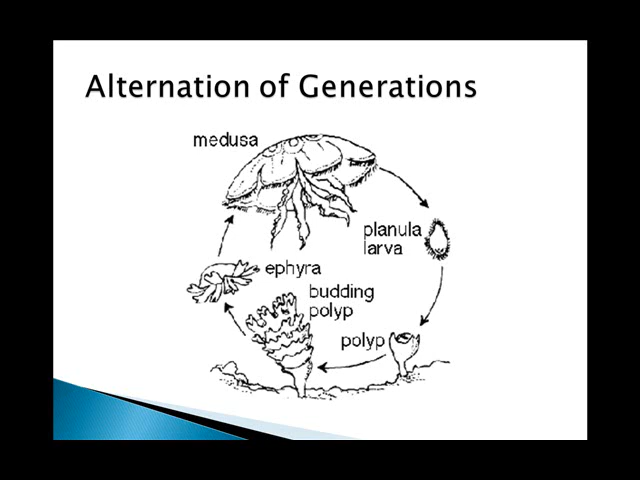 Alternation of Generations
medusa
planula
larva
ephyra
budding
polyp
polyp